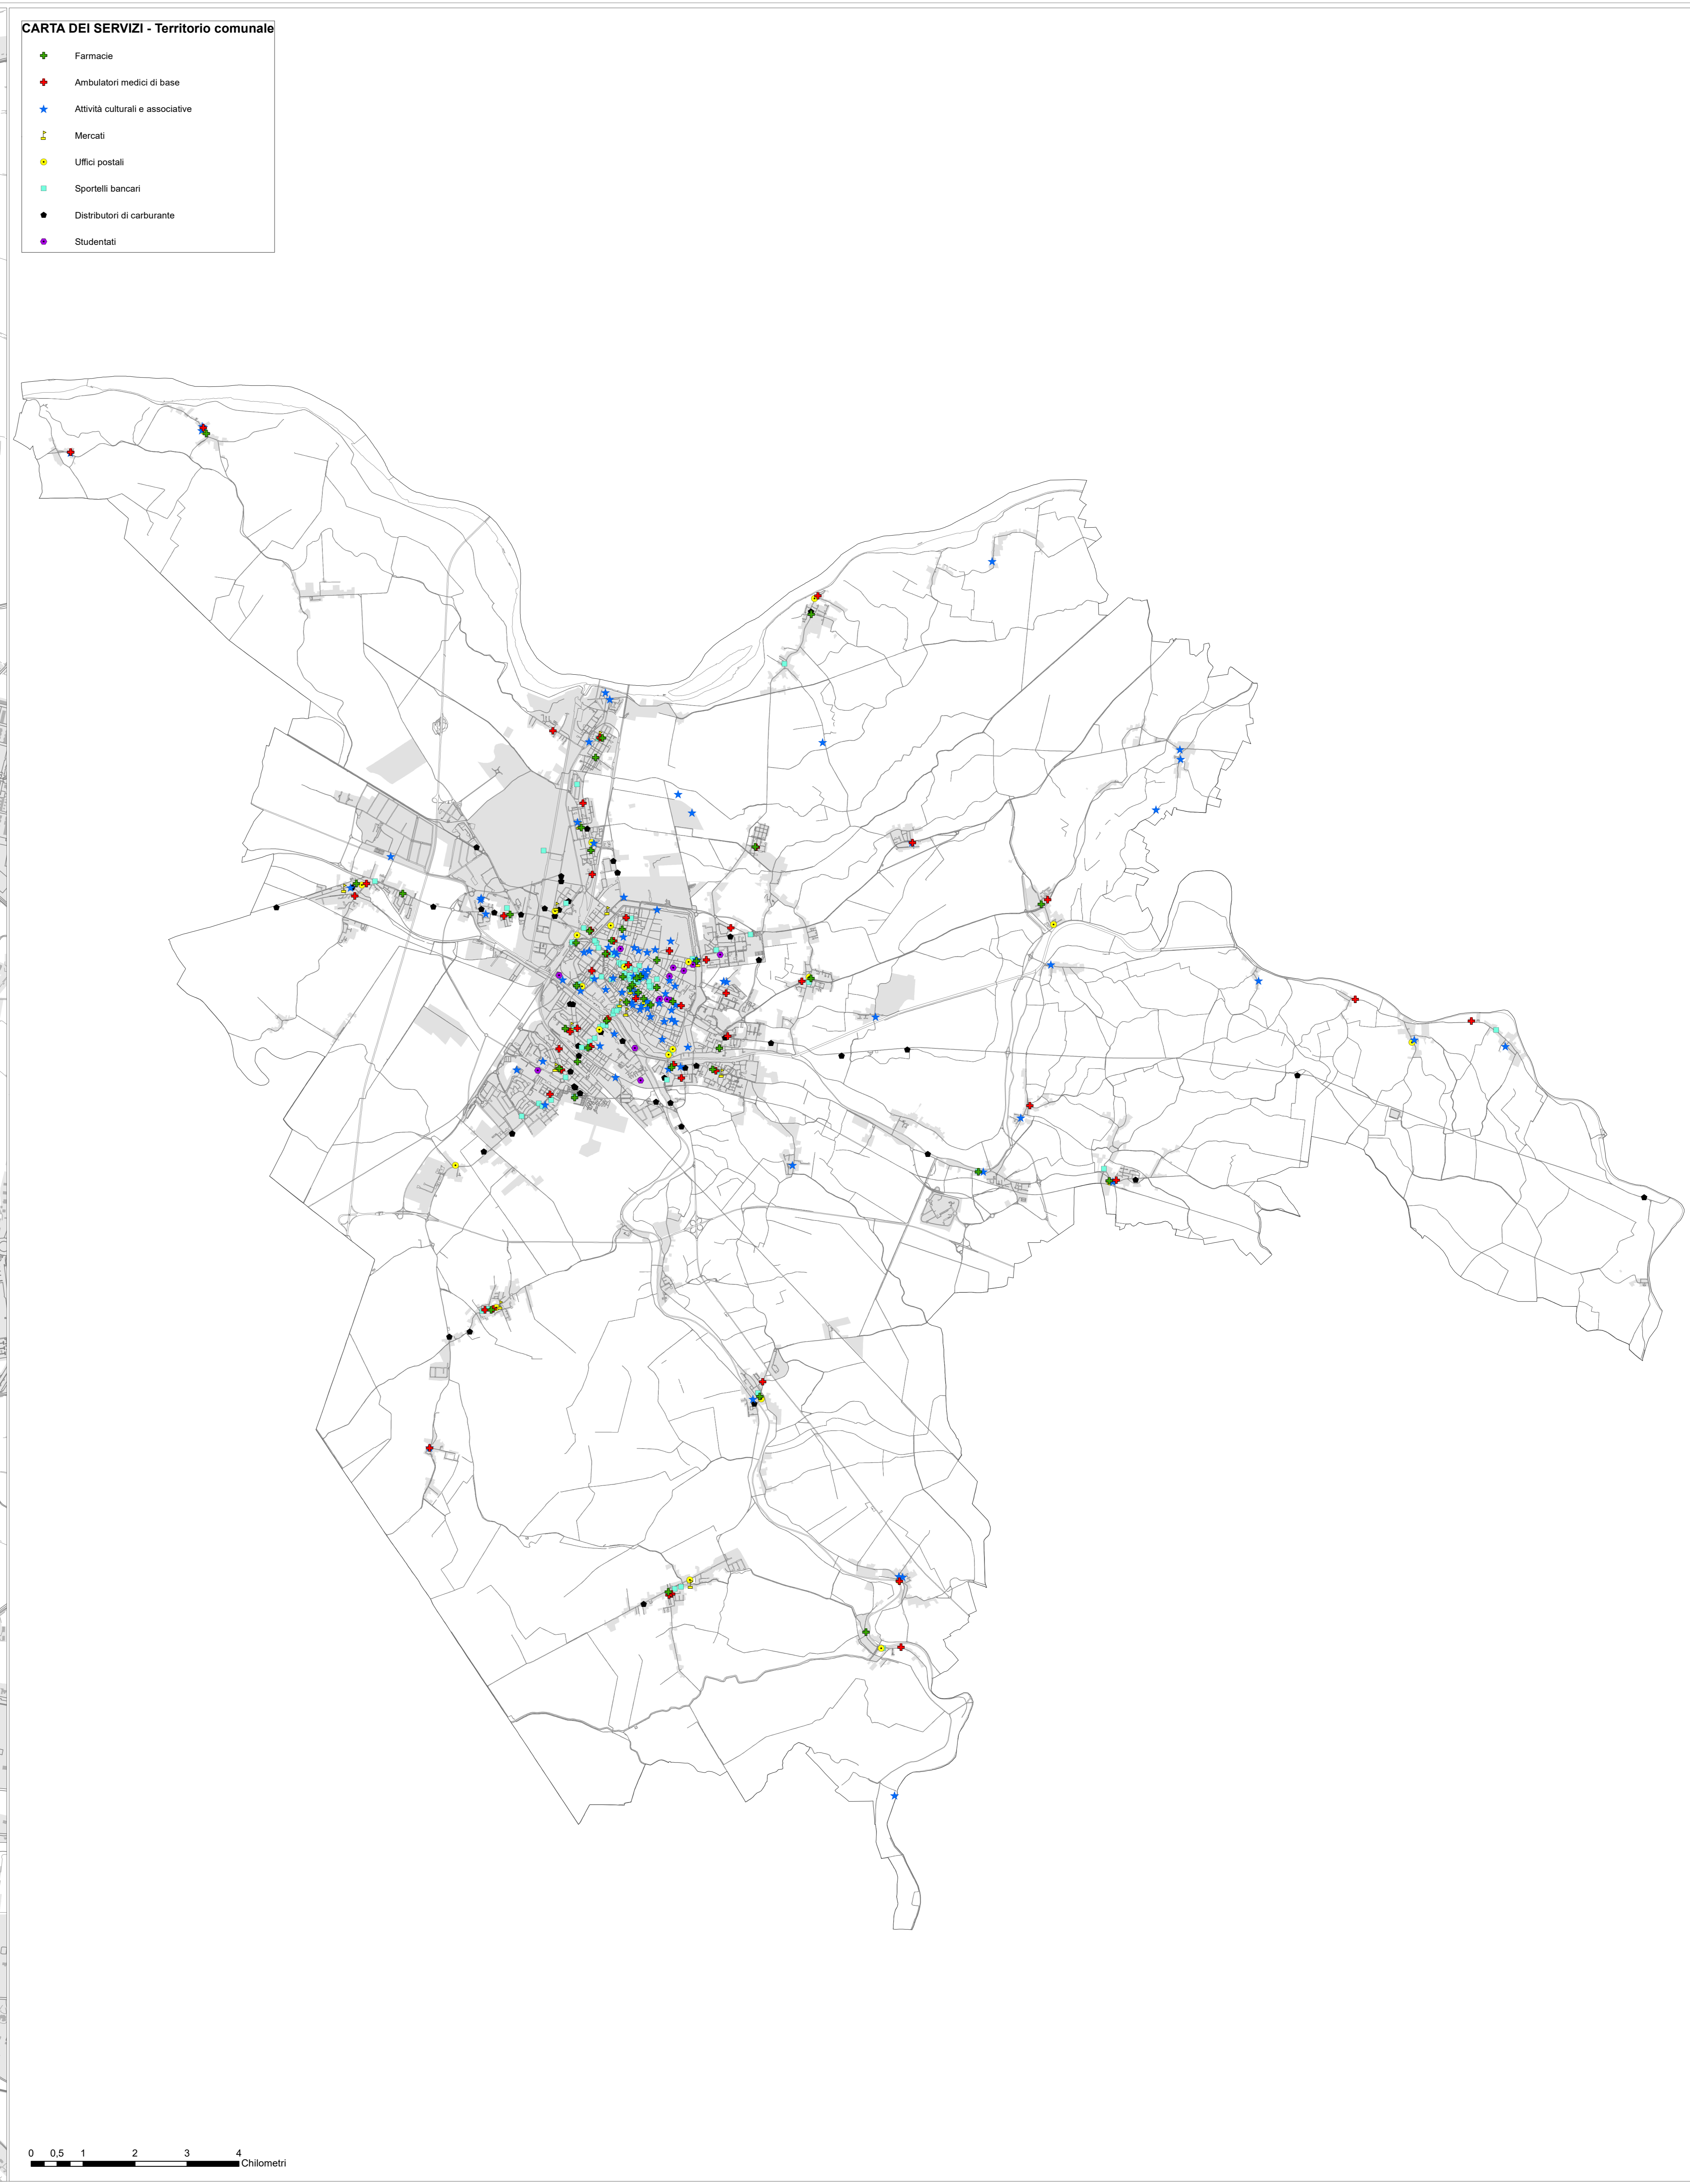 CARTA DEI SERVIZI - Territorio comunale
Farmacie
Ambulatori medici di base
Attività culturali e associative
Mercati
Uffici postali
Sportelli bancari
Distributori di carburante
Studentati
0 0,5 1 2 3 4
Chilometri